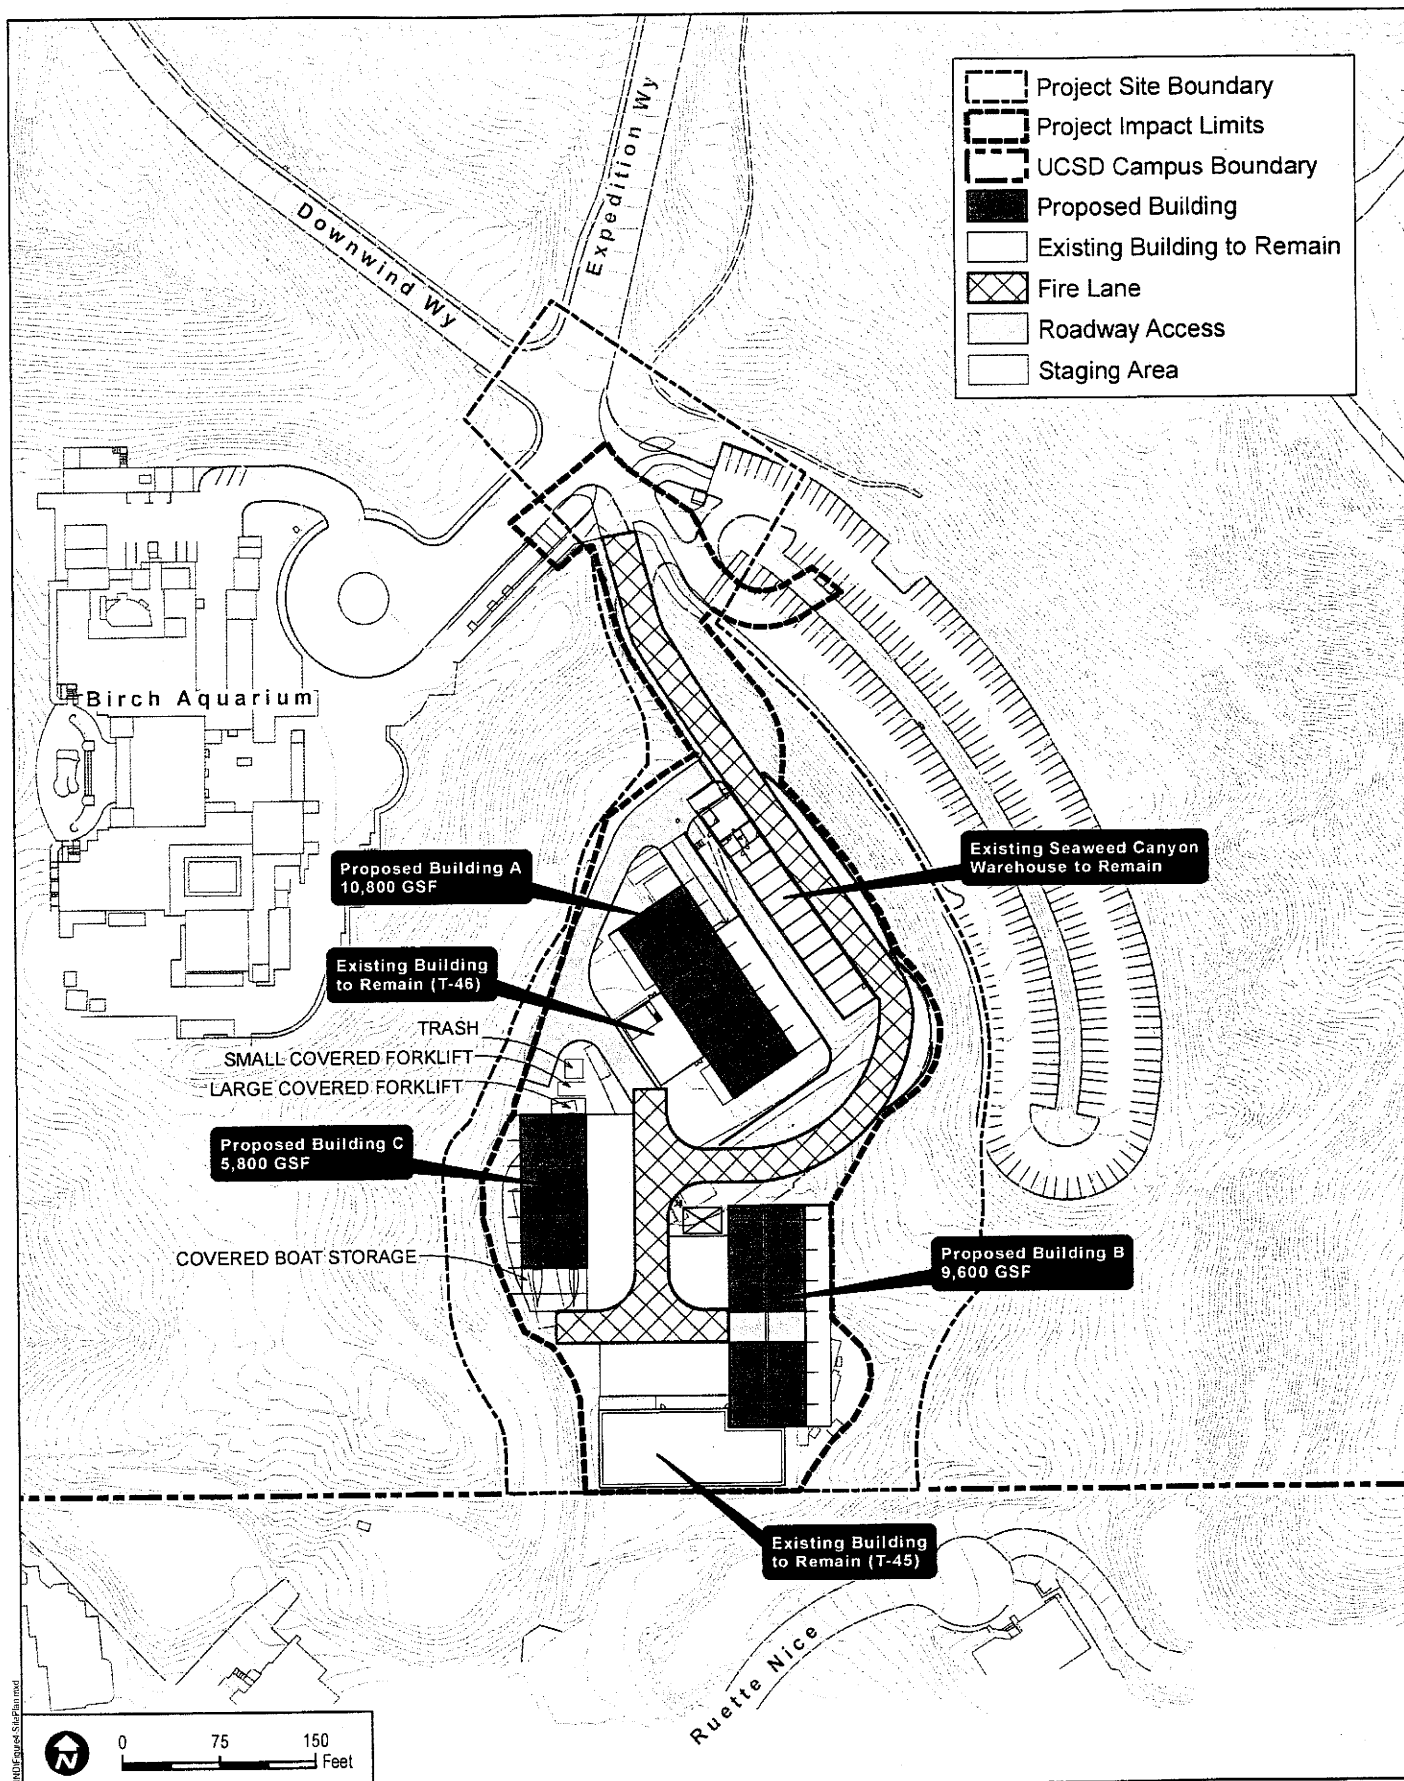 Project Site Boundary
Project Impact Limits
UCSD Campus Boundary
Proposed Building
Existing Building to Remain
Fire Lane
Roadway Access
Staging Area
Expedition Wy
Downwind Wy
Birch Aquarium
Existing Seaweed Canyon
Warehouse to Remain
Proposed Building A
10,800 GSF
Existing Building
to Remain (T-46)
TRASH
SMALL COVERED FORKLIFT
LARGE COVERED FORKLIFT
Proposed Building C
5,800 GSF
COVERED BOAT STORAGE
Proposed Building B
9,600 GSF
Existing Building
to Remain (T-45)
Ruette Nice
N
0 75 150
Feet